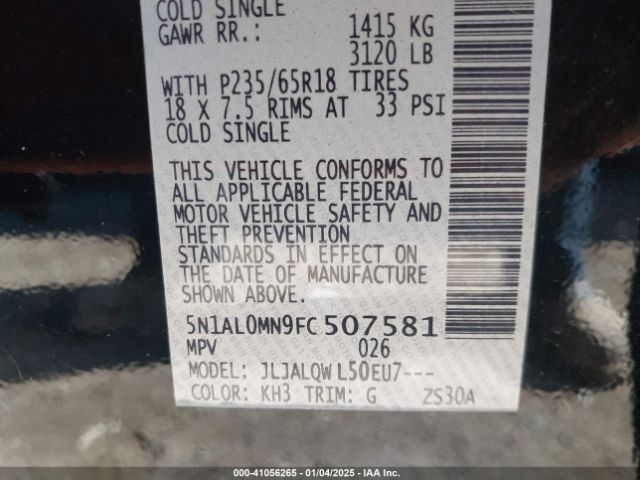 COLD SINGLE
GAWR RR.: 1415 KG
3120 LB
WITH P235/65R18 TIRES
18 X 7.5 RIMS AT 33 PSI
COLD SINGLE
THIS VEHICLE CONFORMS TO
ALL APPLICABLE FEDERAL
MOTOR VEHICLE SAFETY AND
THEFT PREVENTION
STANDARDS IN EFFECT ON
THE DATE OF MANUFACTURE
SHOWN ABOVE.
5N1AL0MN9FC507581
MPV 026
MODEL: JLJALQWL50EU7---
COLOR: KH3 TRIM: G ZS30A
000-41056265 - 01/04/2025 - IAA Inc.